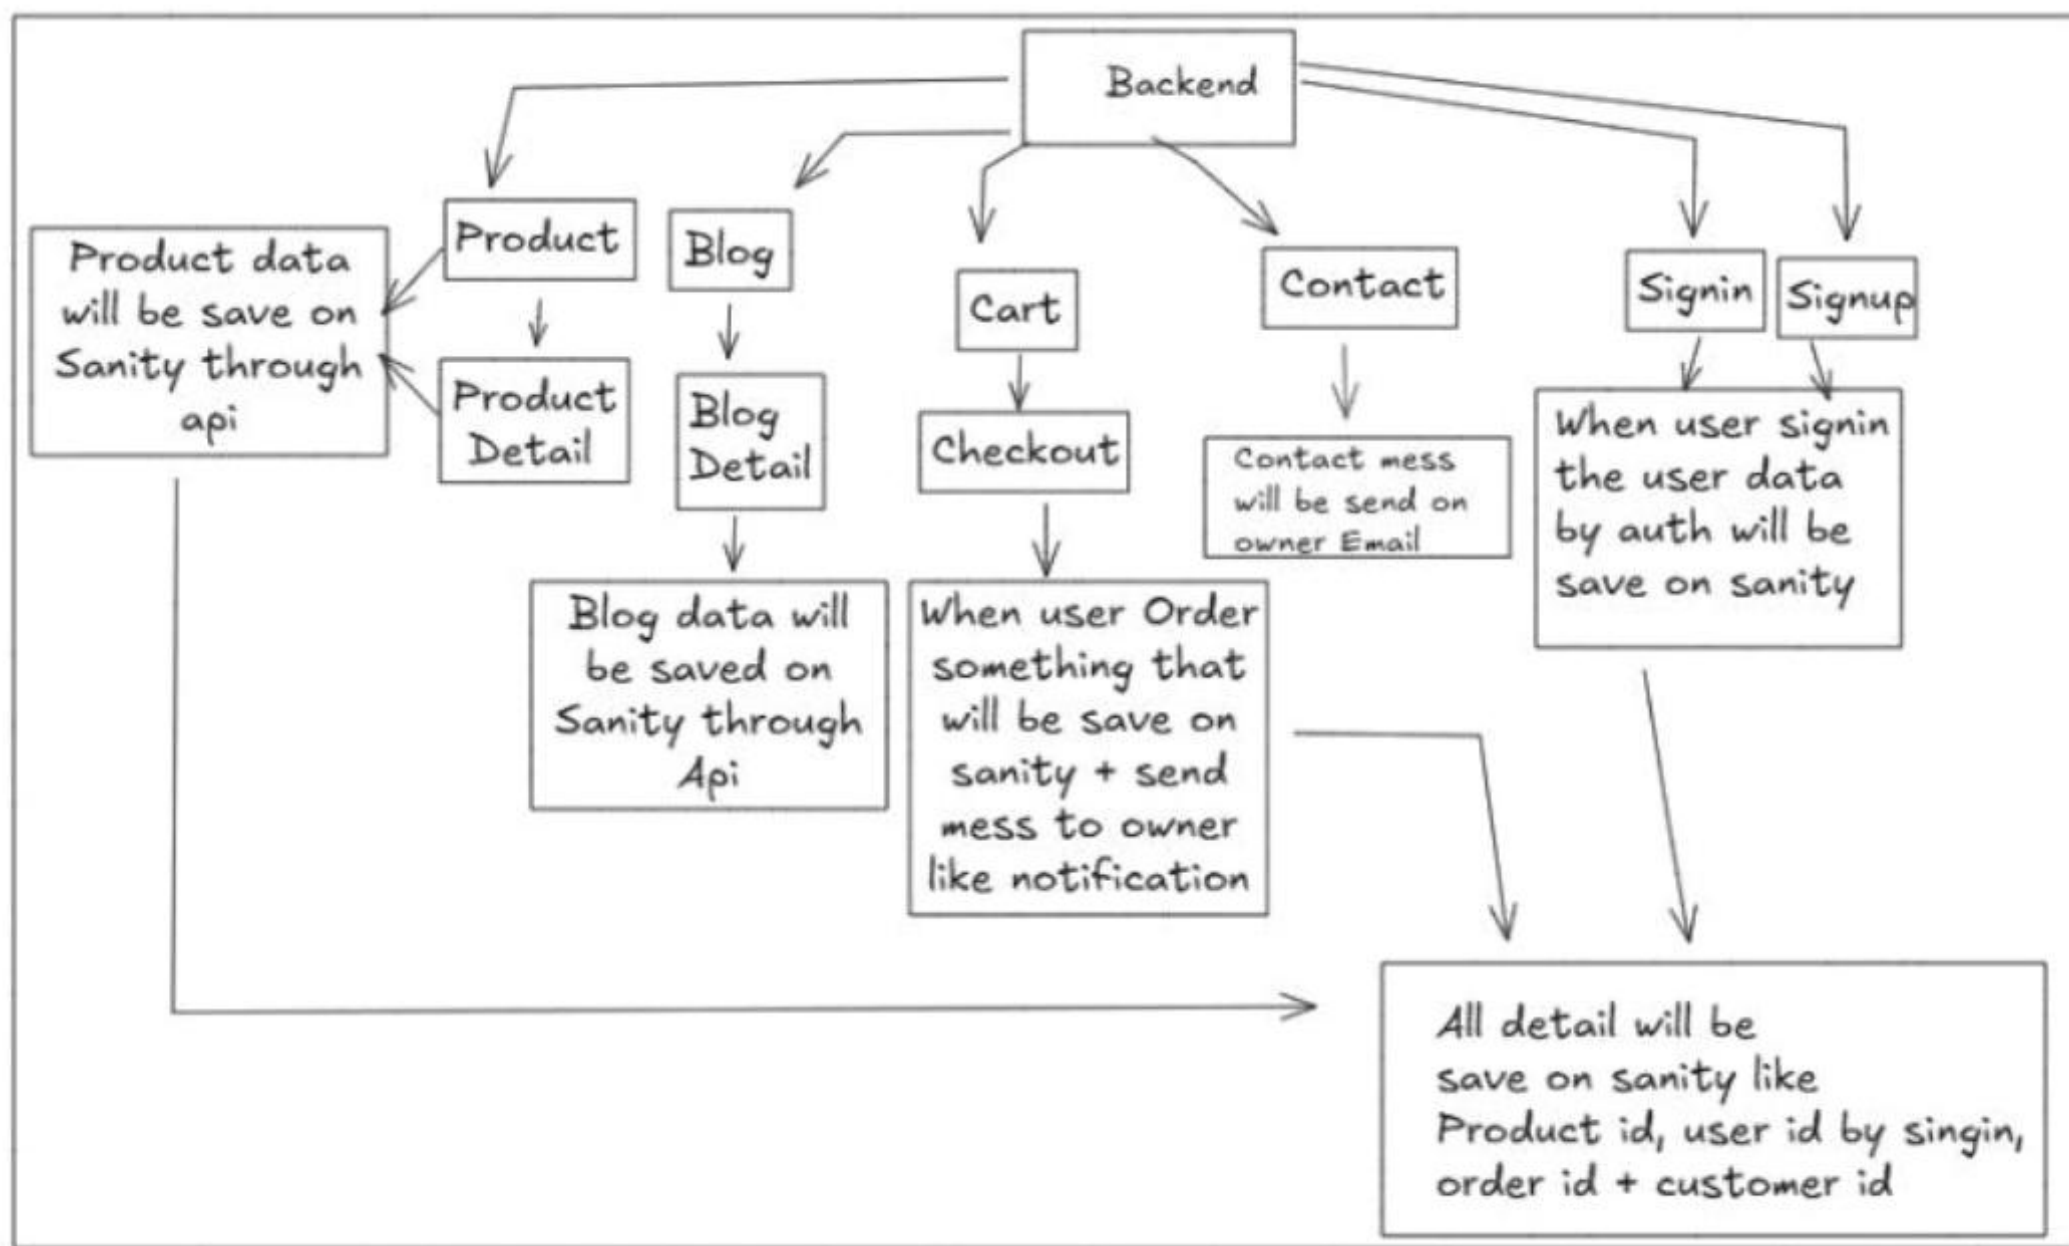 Backend
Product
Blog
Cart
Contact
Signin
Signup
Product data
will be save on
Sanity through
api
Product
Detail
Blog
Detail
Checkout
Contact mess
will be send on
owner Email
When user signin
the user data
by auth will be
save on sanity
Blog data will
be saved on
Sanity through
Api
When user Order
something that
will be save on
sanity + send
mess to owner
like notification
All detail will be
save on sanity like
Product id, user id by singin,
order id + customer id